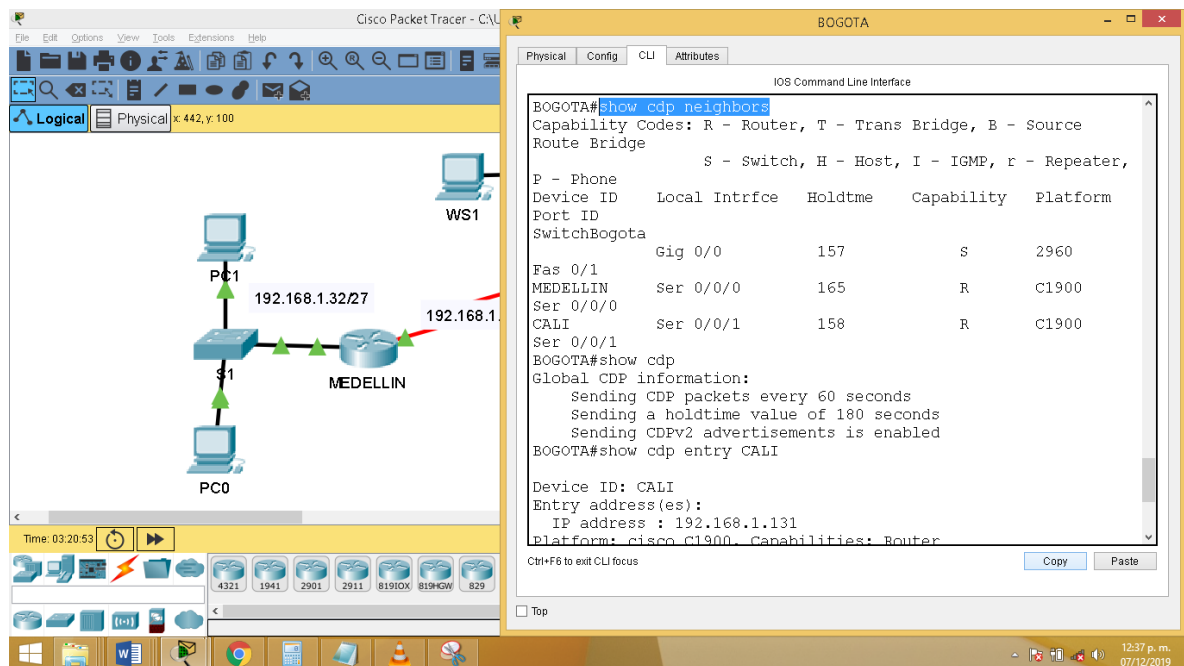 Cisco Packet Tracer - C:\U
File Edit Options View Tools Extensions Help
Logical Physical x: 442, y: 100
WS1
PC1
192.168.1.32/27
192.168.1.
S1
MEDELLIN
PC0
Time: 03:20:53
4321 1941 2901 2911 819IOX 819HGW 829
BOGOTA
Physical Config CLI Attributes
IOS Command Line Interface
BOGOTA#show cdp neighbors
Capability Codes: R - Router, T - Trans Bridge, B - Source
Route Bridge
S - Switch, H - Host, I - IGMP, r - Repeater,
P - Phone
Device ID Local Intrfce Holdtme Capability Platform
Port ID
SwitchBogota
Gig 0/0 157 S 2960
Fas 0/1
MEDELLIN Ser 0/0/0 165 R C1900
Ser 0/0/0
CALI Ser 0/0/1 158 R C1900
Ser 0/0/1
BOGOTA#show cdp
Global CDP information:
Sending CDP packets every 60 seconds
Sending a holdtime value of 180 seconds
Sending CDPv2 advertisements is enabled
BOGOTA#show cdp entry CALI
Device ID: CALI
Entry address(es):
IP address : 192.168.1.131
Platform: cisco C1900, Capabilities: Router
Ctrl+F6 to exit CLI focus
Copy Paste
Top
12:37 p. m.
07/12/2019